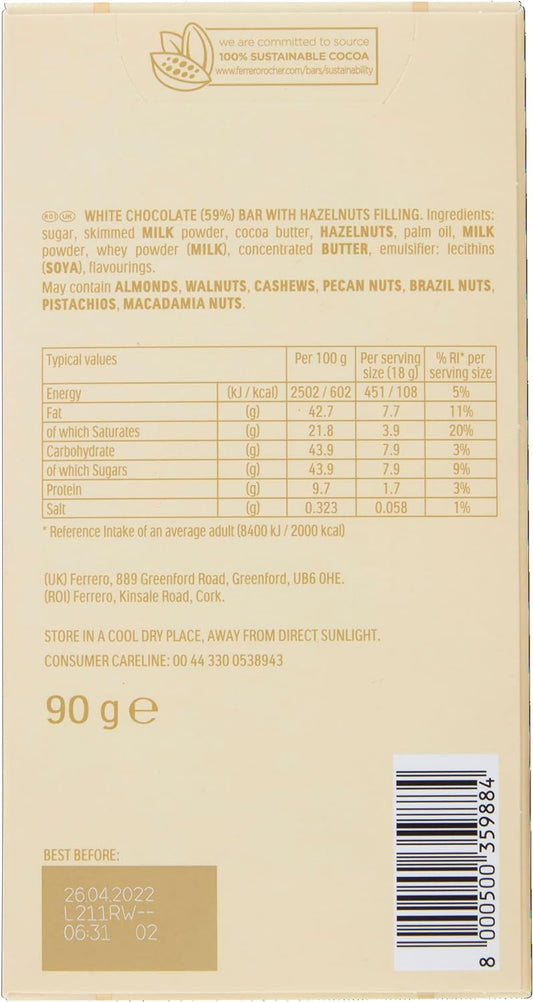 we are committed to source
100% SUSTAINABLE COCOA
www.ferrerorocher.com/bars/sustainability
ROI UK WHITE CHOCOLATE (59%) BAR WITH HAZELNUTS FILLING. Ingredients:
sugar, skimmed MILK powder, cocoa butter, HAZELNUTS, palm oil, MILK
powder, whey powder (MILK), concentrated BUTTER, emulsifier: lecithins
(SOYA), flavourings.
May contain ALMONDS, WALNUTS, CASHEWS, PECAN NUTS, BRAZIL NUTS,
PISTACHIOS, MACADAMIA NUTS.
Typical values Per 100 g Per serving size (18 g) % RI* per serving size
Energy (kJ / kcal) 2502 / 602 451 / 108 5%
Fat (g) 42.7 7.7 11%
of which Saturates (g) 21.8 3.9 20%
Carbohydrate (g) 43.9 7.9 3%
of which Sugars (g) 43.9 7.9 9%
Protein (g) 9.7 1.7 3%
Salt (g) 0.323 0.058 1%
* Reference Intake of an average adult (8400 kJ / 2000 kcal)
(UK) Ferrero, 889 Greenford Road, Greenford, UB6 0HE.
(ROI) Ferrero, Kinsale Road, Cork.
STORE IN A COOL DRY PLACE, AWAY FROM DIRECT SUNLIGHT.
CONSUMER CARELINE: 00 44 330 0538943
90 g ℮
BEST BEFORE:
26.04.2022
L211RW--
06:31 02
8 000500 359884